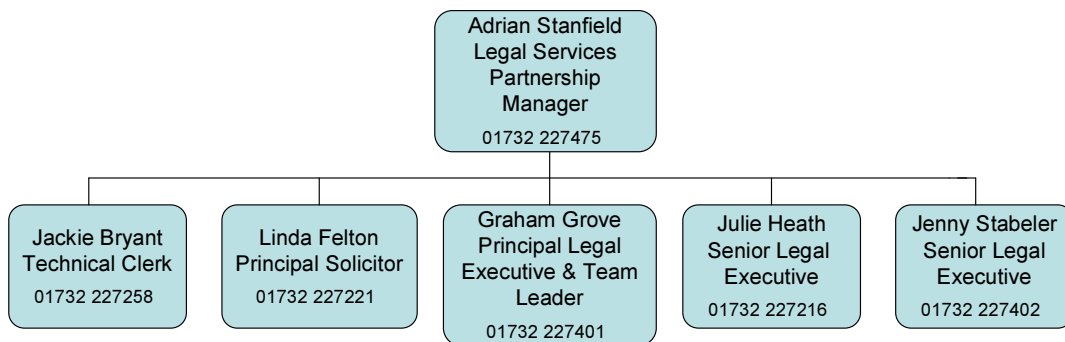 Adrian Stanfield
Legal Services
Partnership
Manager
01732 227475
Jackie Bryant
Technical Clerk
01732 227258
Linda Felton
Principal Solicitor
01732 227221
Graham Grove
Principal Legal
Executive & Team
Leader
01732 227401
Julie Heath
Senior Legal
Executive
01732 227216
Jenny Stabeler
Senior Legal
Executive
01732 227402